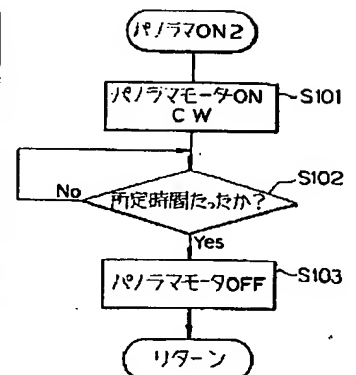 パノラマON2
パノラマモータON
CW
S101
所定時間たったか?
S102
No
Yes
パノラマモータOFF
S103
リターン